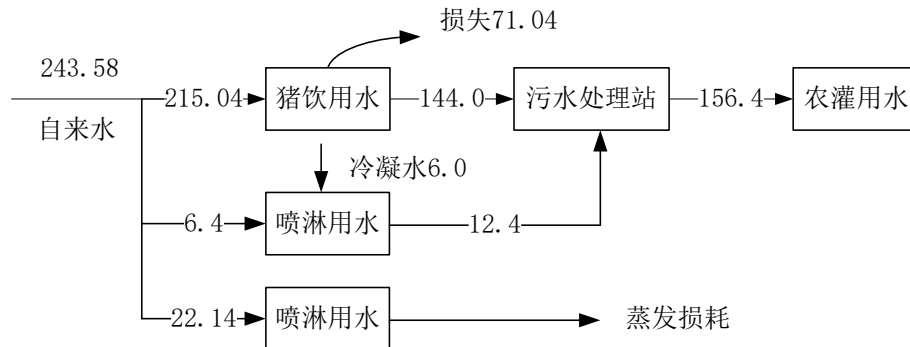 损失71.04
243.58
215.04
猪饮用水
144.0
污水处理站
156.4
农灌用水
自来水
冷凝水6.0
6.4
喷淋用水
12.4
22.14
喷淋用水
蒸发损耗